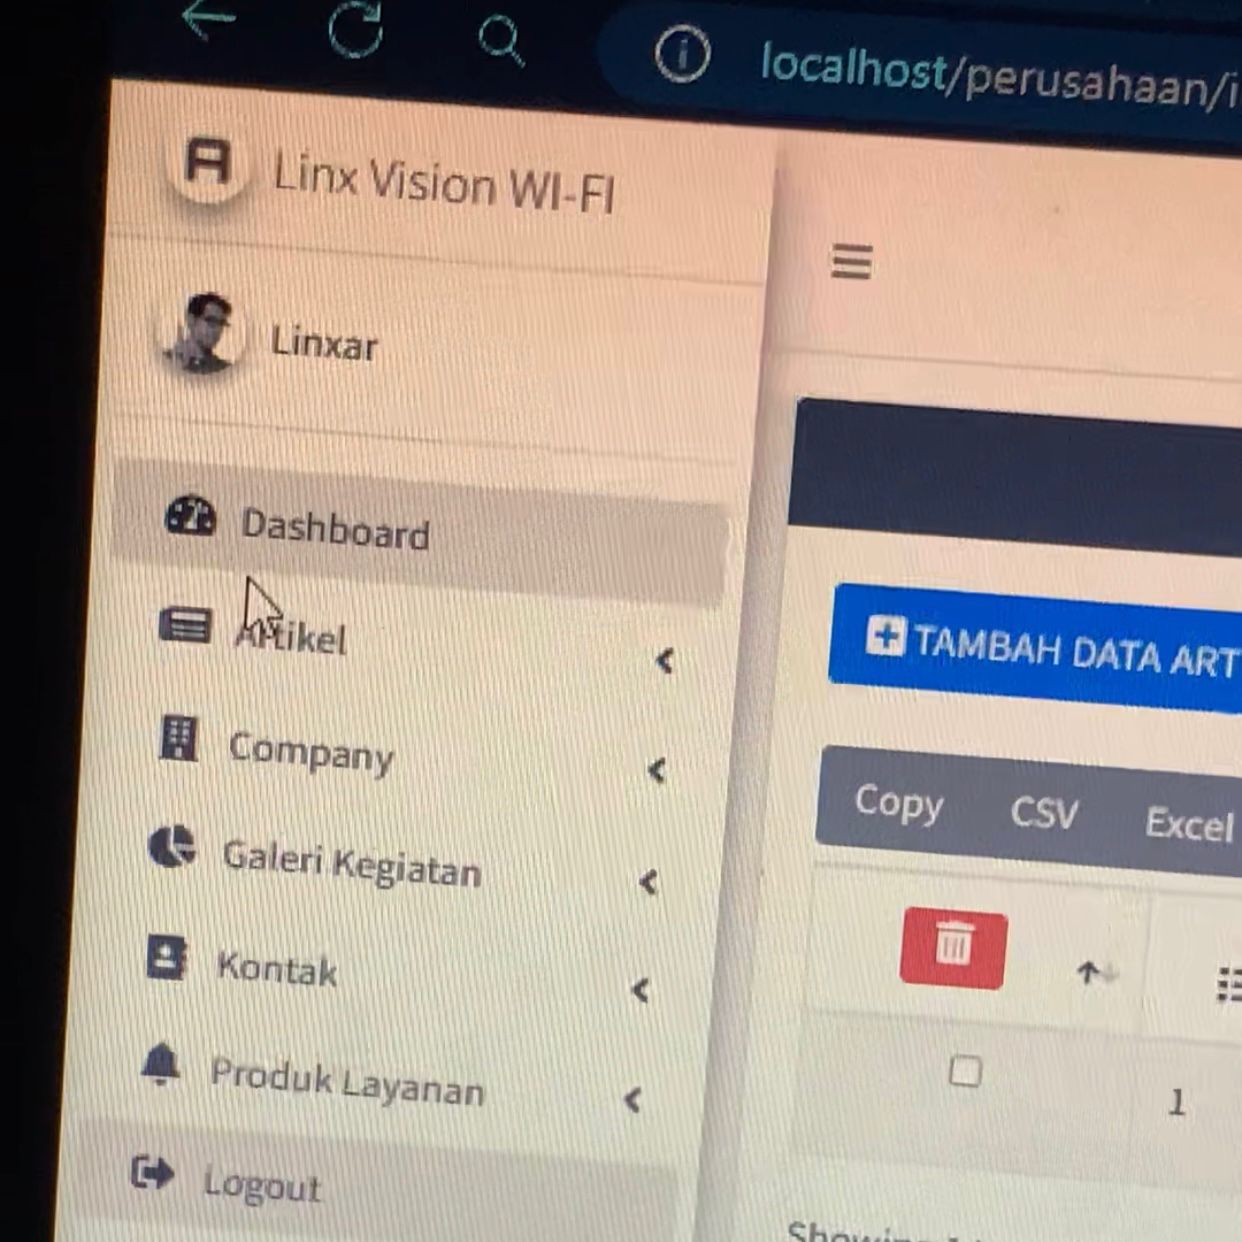 localhost/perusahaan/i
Linx Vision WI-FI
Linxar
Dashboard
Artikel
Company
Galeri Kegiatan
Kontak
Produk Layanan
Logout
TAMBAH DATA ART
Copy CSV Excel
1
Showing